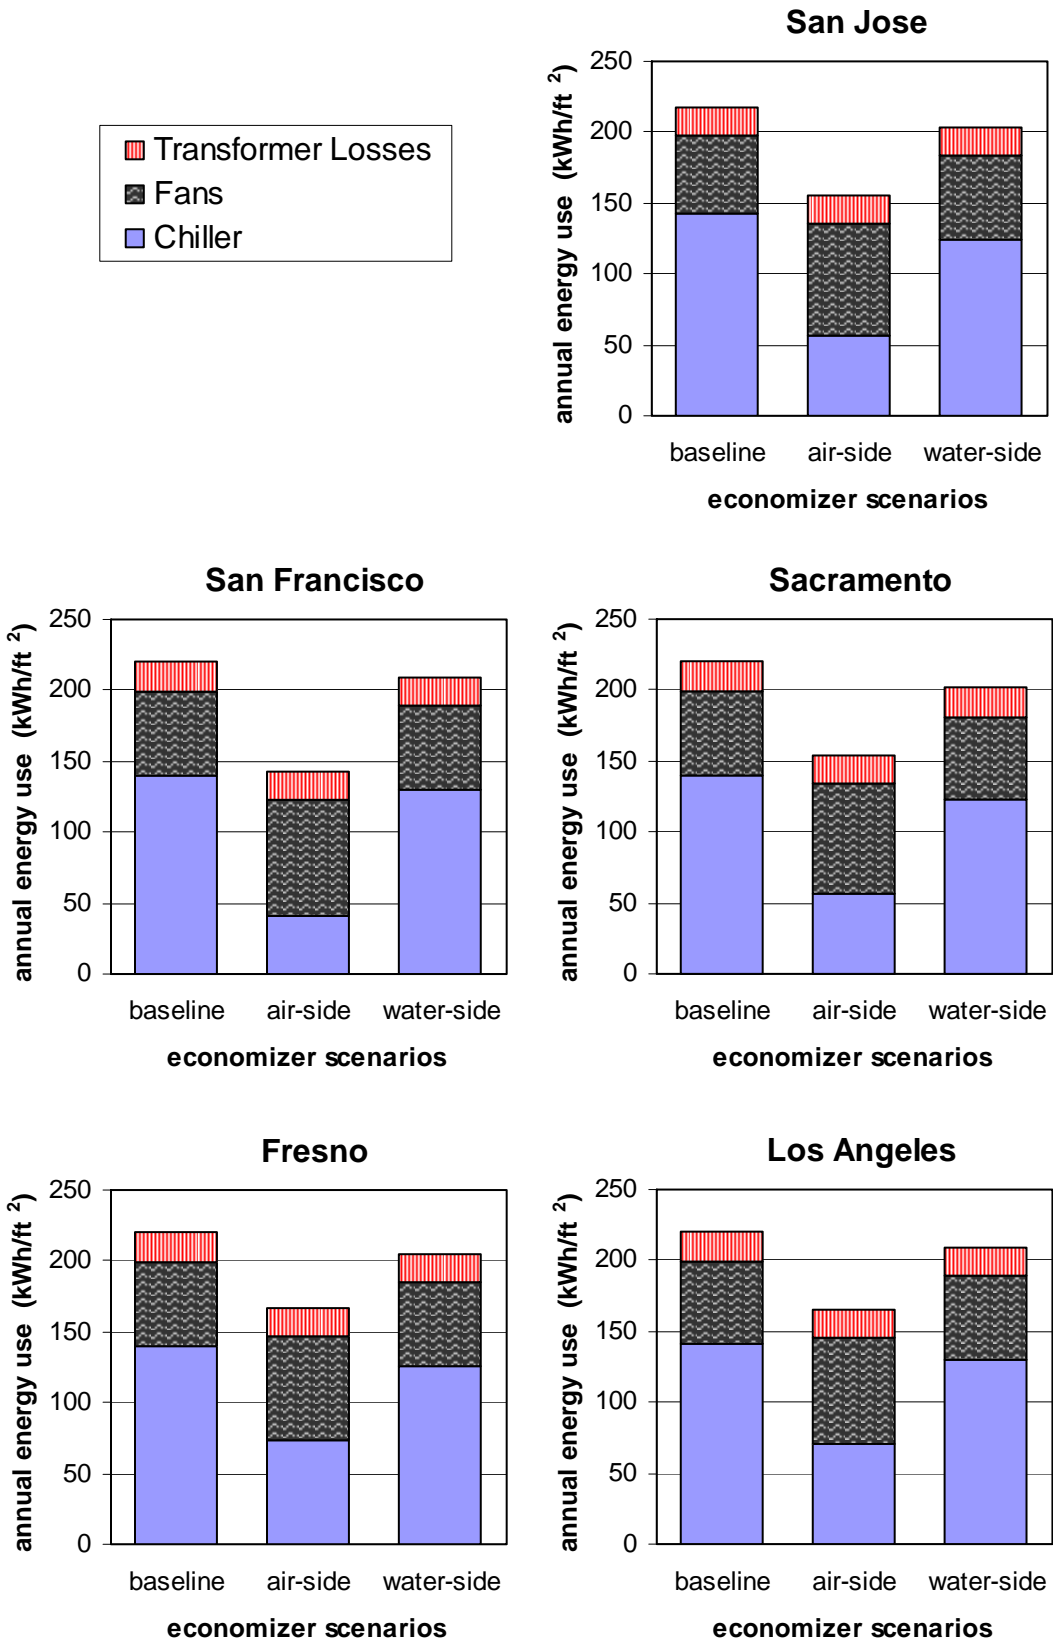 San Jose
Transformer Losses
Fans
Chiller
annual energy use (kWh/ft ²)
250
200
150
100
50
0
baseline air-side water-side
economizer scenarios
San Francisco
annual energy use (kWh/ft ²)
250
200
150
100
50
0
baseline air-side water-side
economizer scenarios
Sacramento
annual energy use (kWh/ft ²)
250
200
150
100
50
0
baseline air-side water-side
economizer scenarios
Fresno
annual energy use (kWh/ft ²)
250
200
150
100
50
0
baseline air-side water-side
economizer scenarios
Los Angeles
annual energy use (kWh/ft ²)
250
200
150
100
50
0
baseline air-side water-side
economizer scenarios